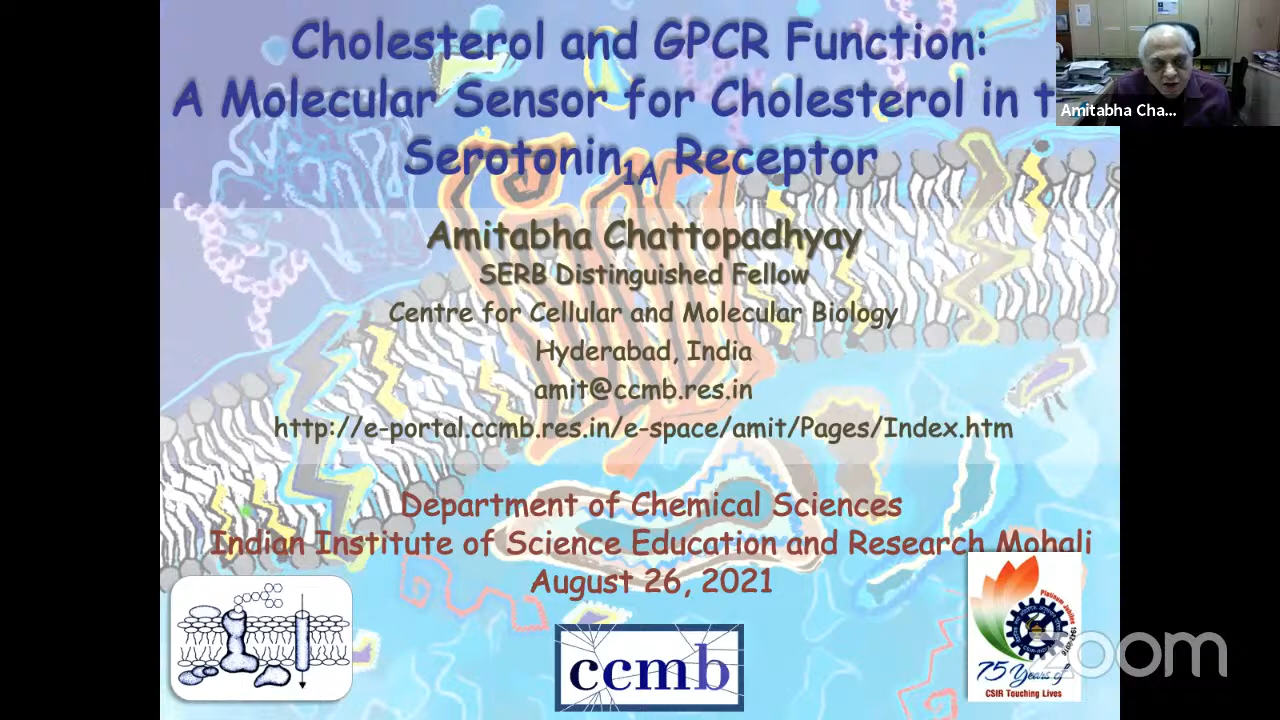 Cholesterol and GPCR Function:
A Molecular Sensor for Cholesterol in t
Serotonin1A Receptor
Amitabha Cha...
Amitabha Chattopadhyay
SERB Distinguished Fellow
Centre for Cellular and Molecular Biology
Hyderabad, India
amit@ccmb.res.in
http://e-portal.ccmb.res.in/e-space/amit/Pages/Index.htm
Department of Chemical Sciences
Indian Institute of Science Education and Research Mohali
August 26, 2021
ccmb
Platinum Jubilee
75 Years of
CSIR Touching Lives
zoom